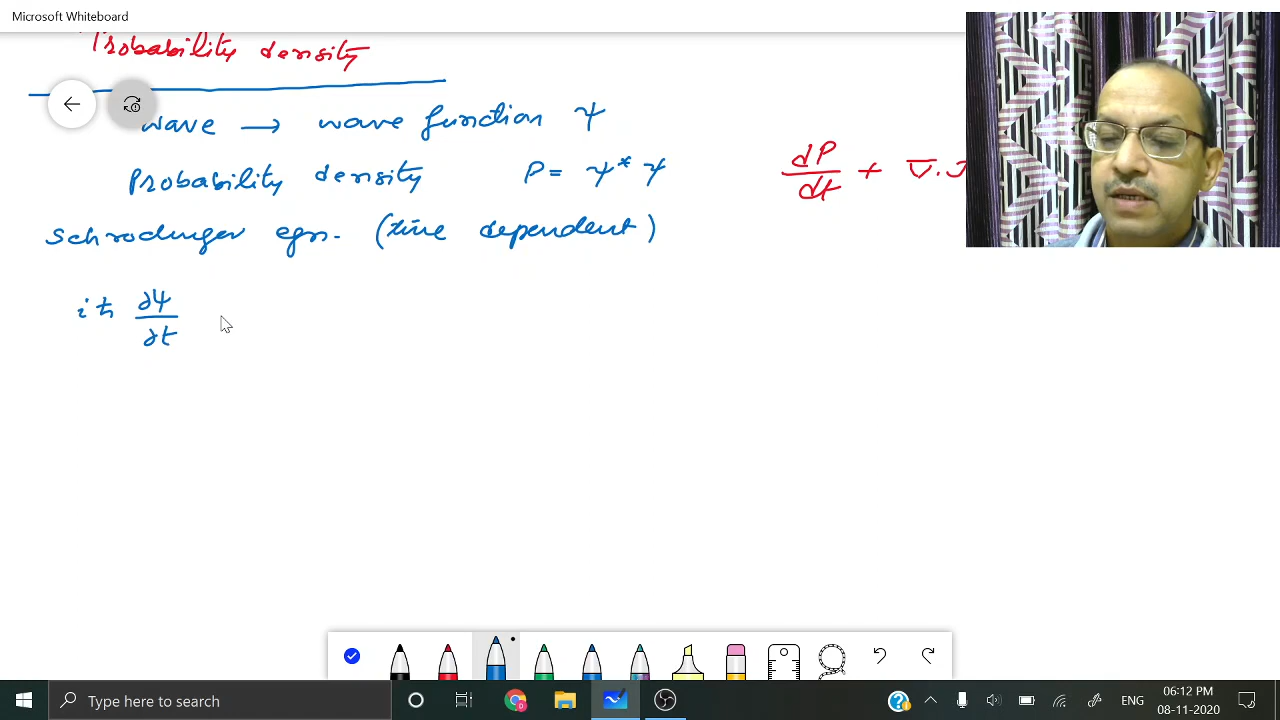 Microsoft Whiteboard
Probability density
wave → wave function ψ
Probability density P = ψ* ψ
dP/dt + ∇.J
Schrodinger eqn. (time dependent)
iħ ∂ψ/∂t
Type here to search
ENG
06:12 PM
08-11-2020